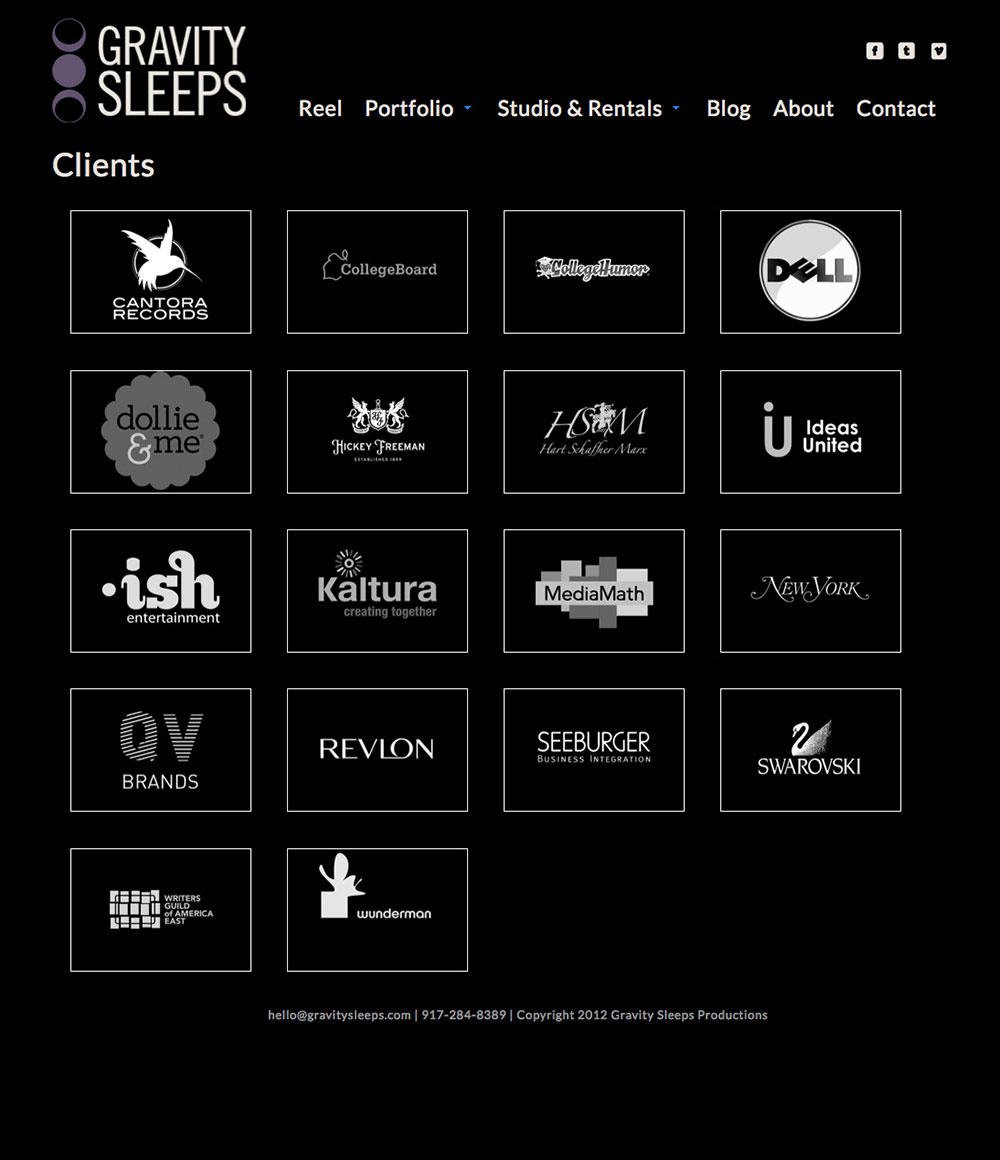 GRAVITY
SLEEPS
Reel Portfolio Studio & Rentals Blog About Contact
Clients
CANTORA
RECORDS
CollegeBoard
CollegeHumor
DELL
dollie
&me
HICKEY FREEMAN
ESTABLISHED 1899
HSM
Hart Schaffner Marx
iU Ideas
United
·ish
entertainment
Kaltura
creating together
MediaMath
NEW YORK
QV
BRANDS
REVLON
SEEBURGER
BUSINESS INTEGRATION
SWAROVSKI
WRITERS
GUILD
of AMERICA
EAST
wunderman
hello@gravitysleeps.com | 917-284-8389 | Copyright 2012 Gravity Sleeps Productions